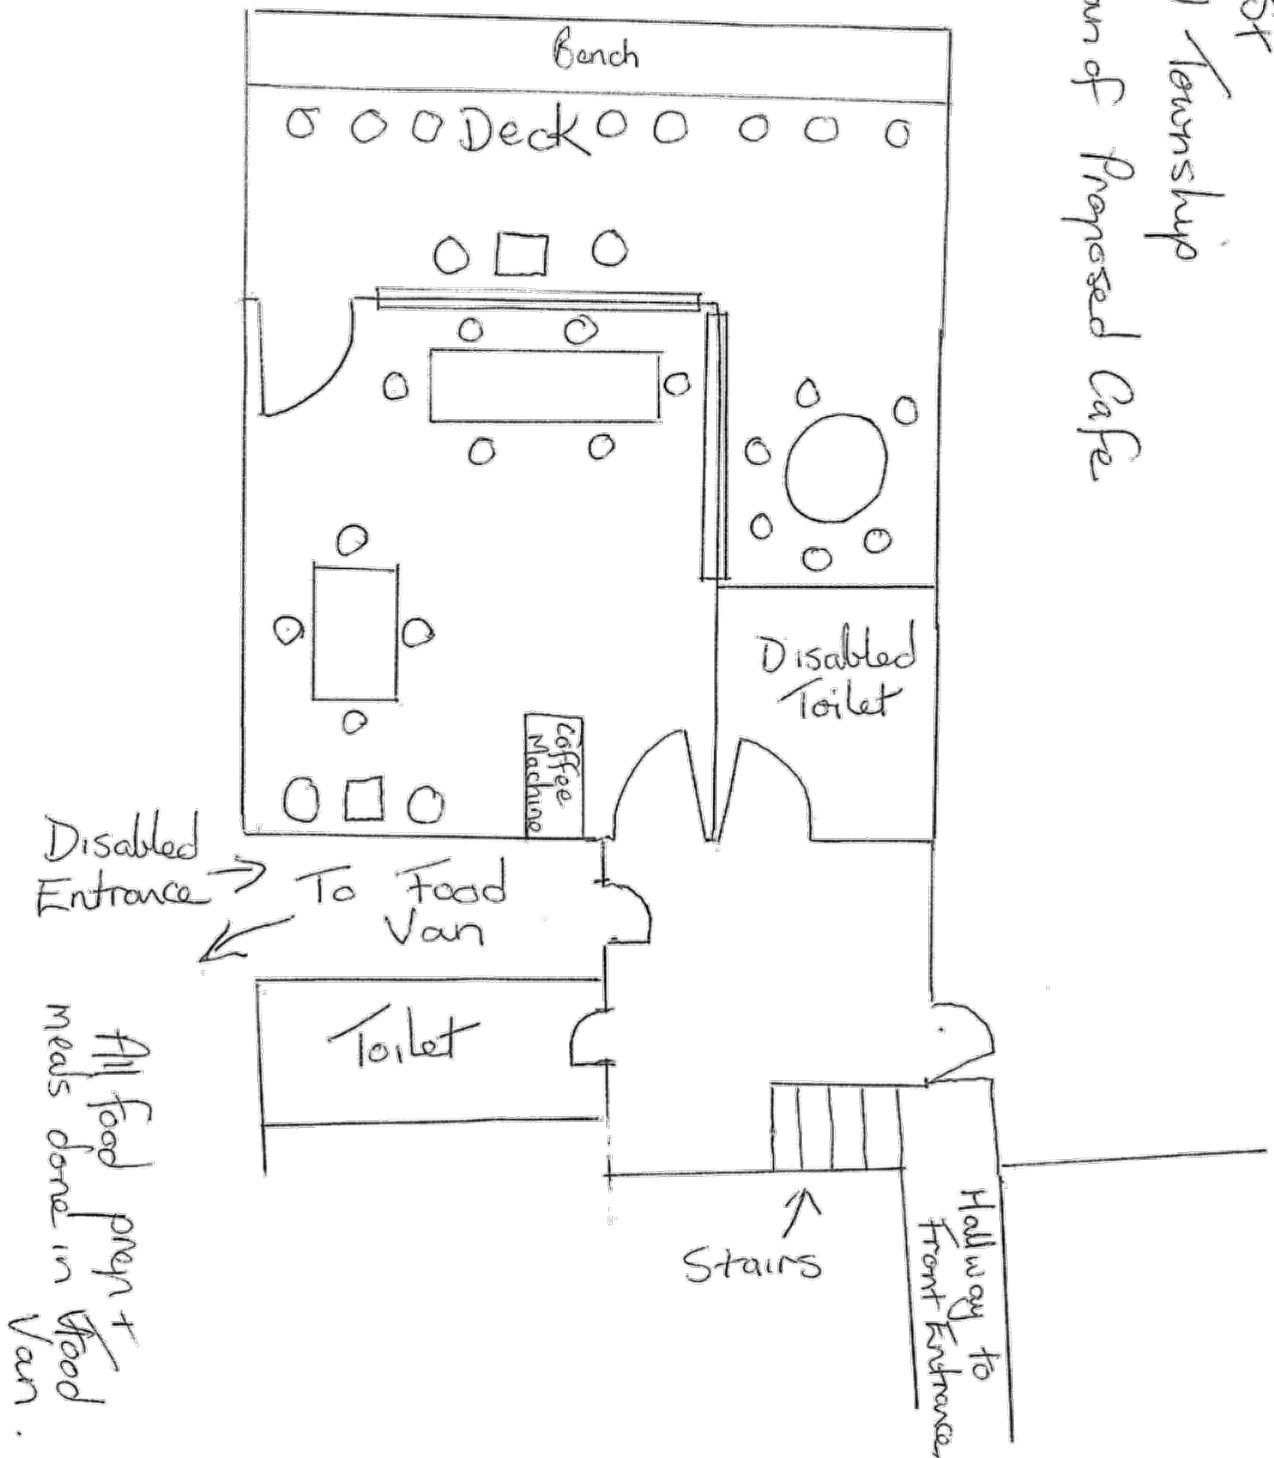 Township
of Proposed Cafe
Bench
Deck
Disabled
Toilet
Coffee
Machine
Disabled
Entrance
To Food
Van
Toilet
All food prep +
meals done in Food
Van.
Stairs
Hallway to
Front Entrance